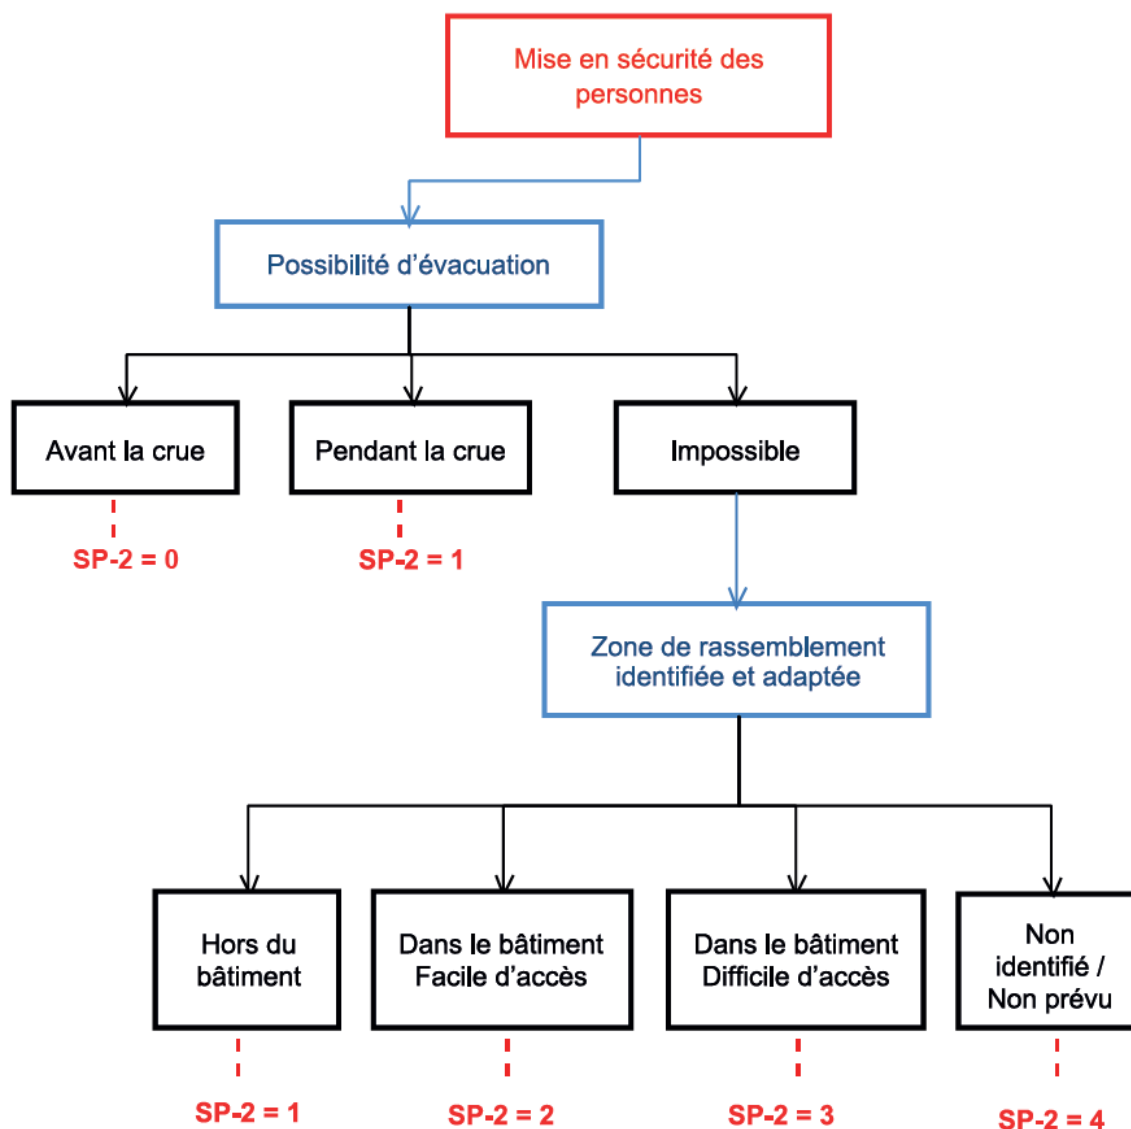 Mise en sécurité des
personnes
Possibilité d'évacuation
Avant la crue
Pendant la crue
Impossible
SP-2 = 0
SP-2 = 1
Zone de rassemblement
identifiée et adaptée
Hors du
bâtiment
Dans le bâtiment
Facile d'accès
Dans le bâtiment
Difficile d'accès
Non
identifié /
Non prévu
SP-2 = 1
SP-2 = 2
SP-2 = 3
SP-2 = 4